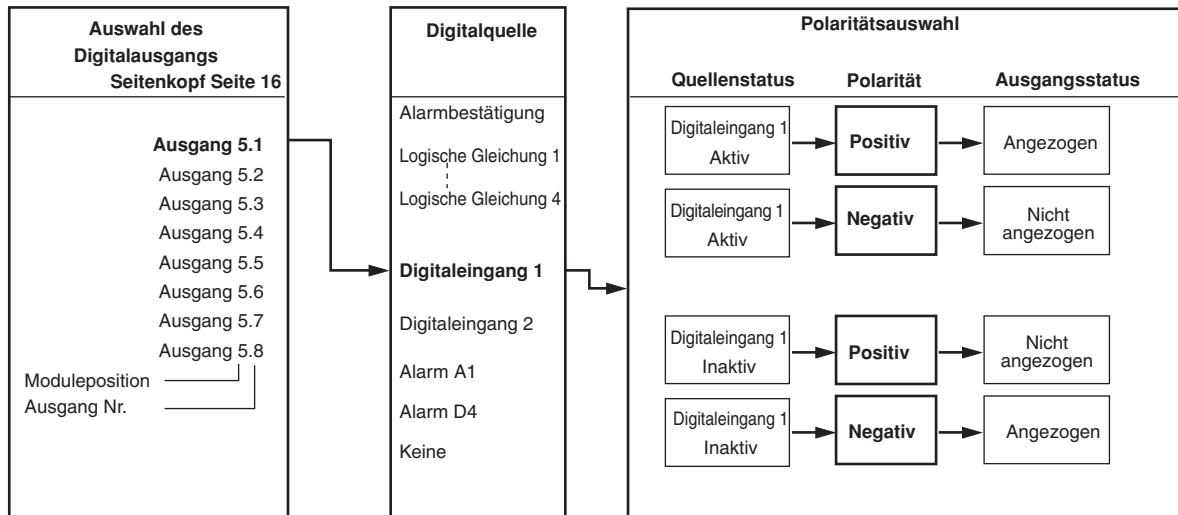 Auswahl des
Digitalausgangs
Seitenkopf Seite 16
Ausgang 5.1
Ausgang 5.2
Ausgang 5.3
Ausgang 5.4
Ausgang 5.5
Ausgang 5.6
Ausgang 5.7
Ausgang 5.8
Moduleposition
Ausgang Nr.
Digitalquelle
Alarmbestätigung
Logische Gleichung 1
Logische Gleichung 4
Digitaleingang 1
Digitaleingang 2
Alarm A1
Alarm D4
Keine
Polaritätsauswahl
Quellenstatus Polarität Ausgangsstatus
Digitaleingang 1
Aktiv
Positiv
Angezogen
Digitaleingang 1
Aktiv
Negativ
Nicht
angezogen
Digitaleingang 1
Inaktiv
Positiv
Nicht
angezogen
Digitaleingang 1
Inaktiv
Negativ
Angezogen